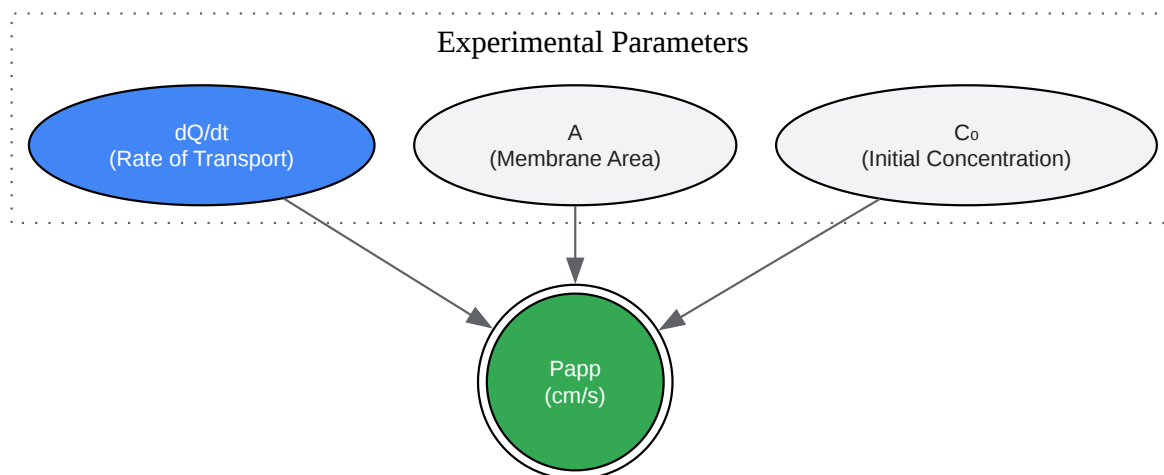 Experimental Parameters
dQ/dt
(Rate of Transport)
A
(Membrane Area)
C₀
(Initial Concentration)
Papp
(cm/s)